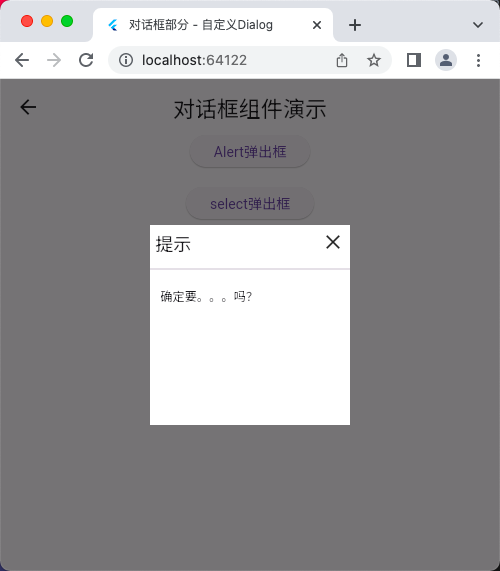 对话框部分 - 自定义Dialog
localhost:64122
对话框组件演示
Alert弹出框
select弹出框
提示
确定要。。。吗?